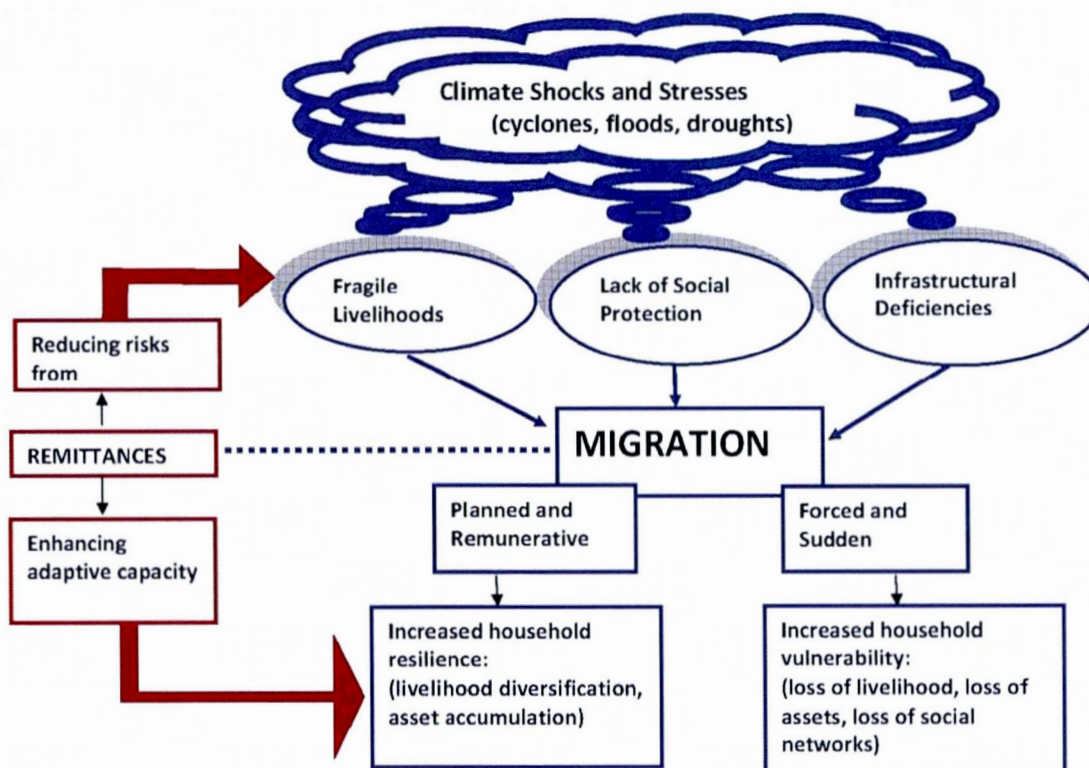 Climate Shocks and Stresses
(cyclones, floods, droughts)
Fragile
Livelihoods
Lack of Social
Protection
Infrastructural
Deficiencies
Reducing risks
from
REMITTANCES
Enhancing
adaptive capacity
MIGRATION
Planned and
Remunerative
Forced and
Sudden
Increased household
resilience:
(livelihood diversification,
asset accumulation)
Increased household
vulnerability:
(loss of livelihood, loss of
assets, loss of social
networks)